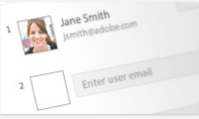 1
Jane Smith
jsmith@adobe.com
2
Enter user email